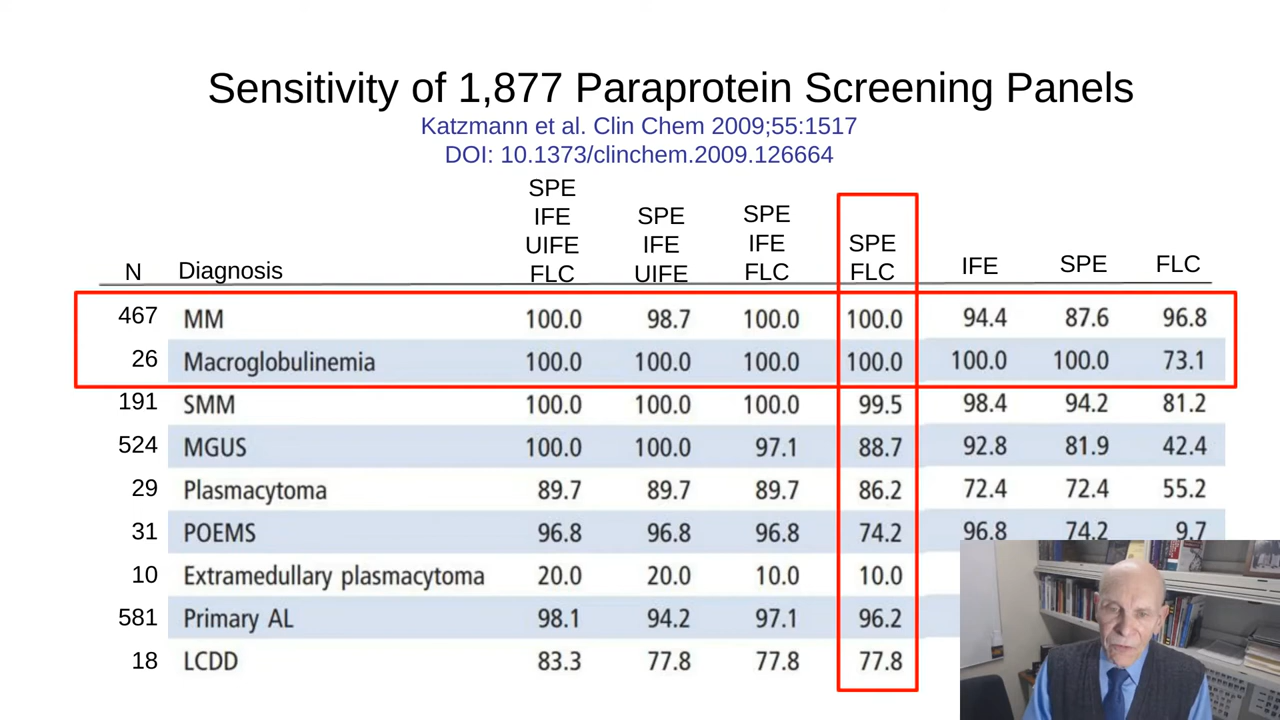 Sensitivity of 1,877 Paraprotein Screening Panels
Katzmann et al. Clin Chem 2009;55:1517
DOI: 10.1373/clinchem.2009.126664
N Diagnosis SPE IFE UIFE FLC SPE IFE UIFE SPE IFE FLC SPE FLC IFE SPE FLC
467 MM 100.0 98.7 100.0 100.0 94.4 87.6 96.8
26 Macroglobulinemia 100.0 100.0 100.0 100.0 100.0 100.0 73.1
191 SMM 100.0 100.0 100.0 99.5 98.4 94.2 81.2
524 MGUS 100.0 100.0 97.1 88.7 92.8 81.9 42.4
29 Plasmacytoma 89.7 89.7 89.7 86.2 72.4 72.4 55.2
31 POEMS 96.8 96.8 96.8 74.2 96.8 74.2 9.7
10 Extramedullary plasmacytoma 20.0 20.0 10.0 10.0
581 Primary AL 98.1 94.2 97.1 96.2
18 LCDD 83.3 77.8 77.8 77.8